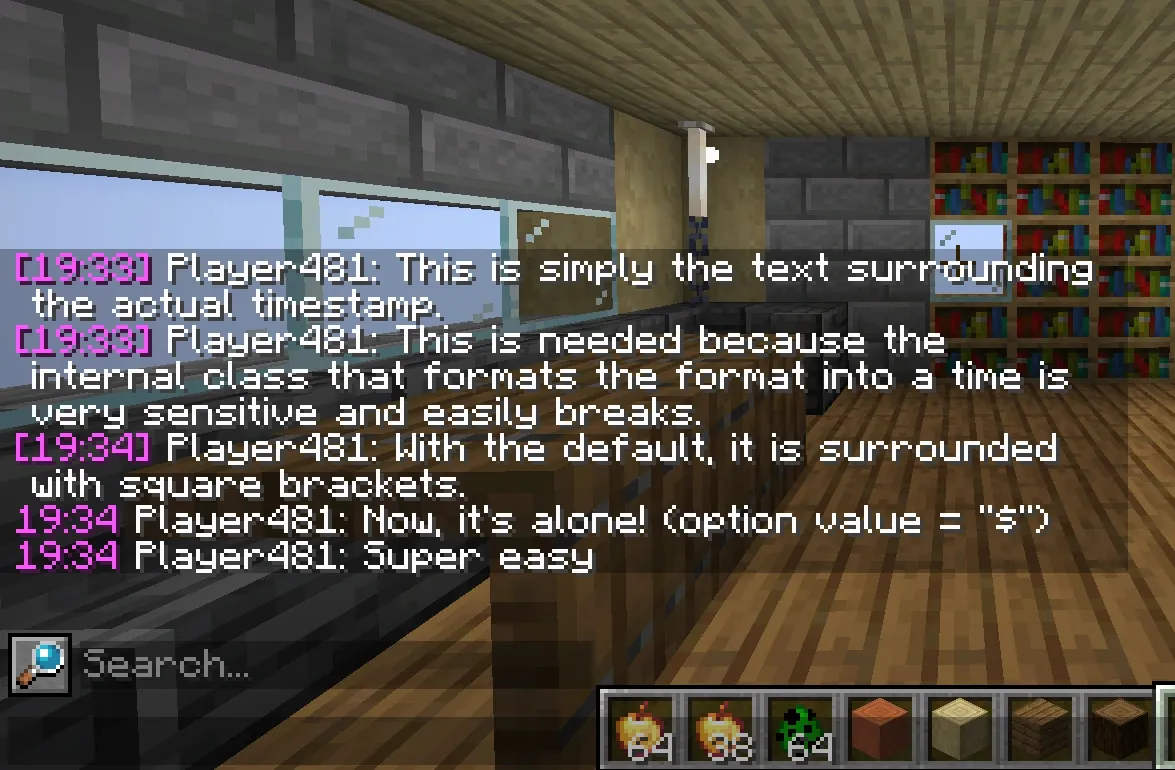 [19:33] Player481: This is simply the text surrounding
the actual timestamp.
[19:33] Player481: This is needed because the
internal class that formats the format into a time is
very sensitive and easily breaks.
[19:34] Player481: With the default, it is surrounded
with square brackets.
19:34 Player481: Now, it's alone! (option value = "$")
19:34 Player481: Super easy
Search...
64 38 64